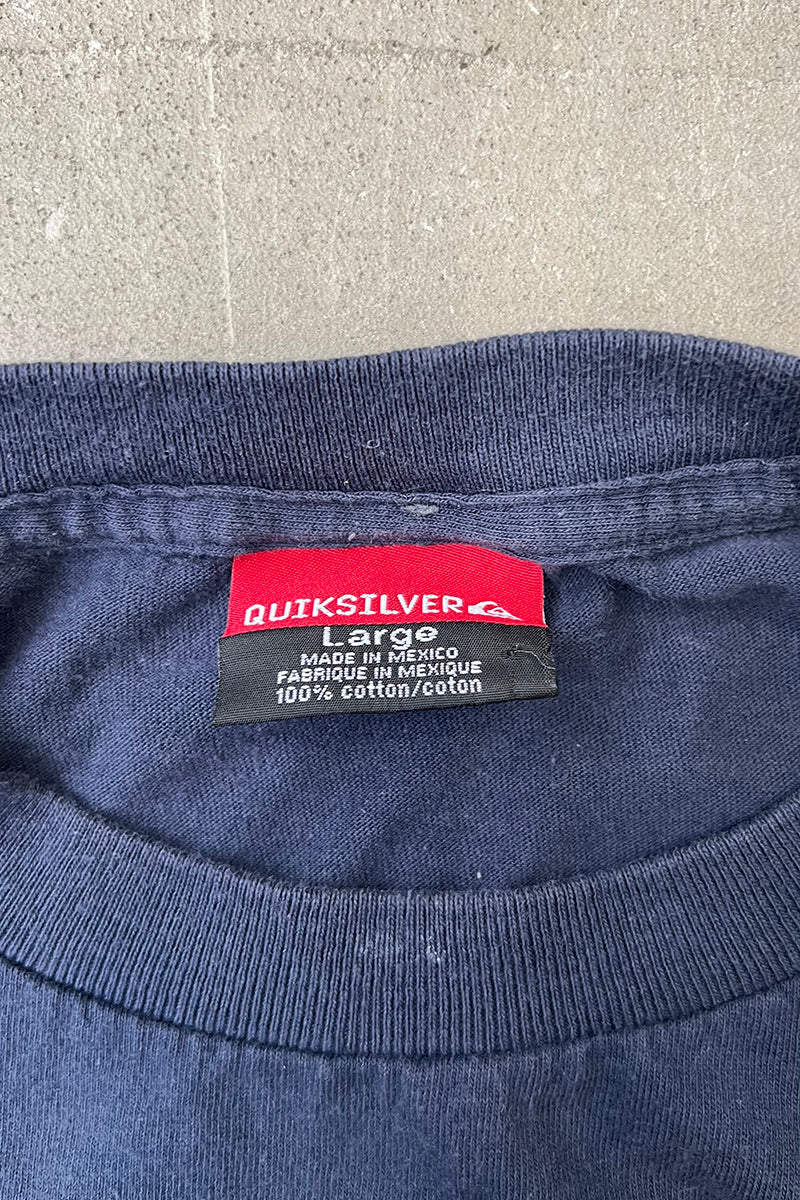 QUIKSILVER
Large
MADE IN MEXICO
FABRIQUE IN MEXIQUE
100% cotton/coton